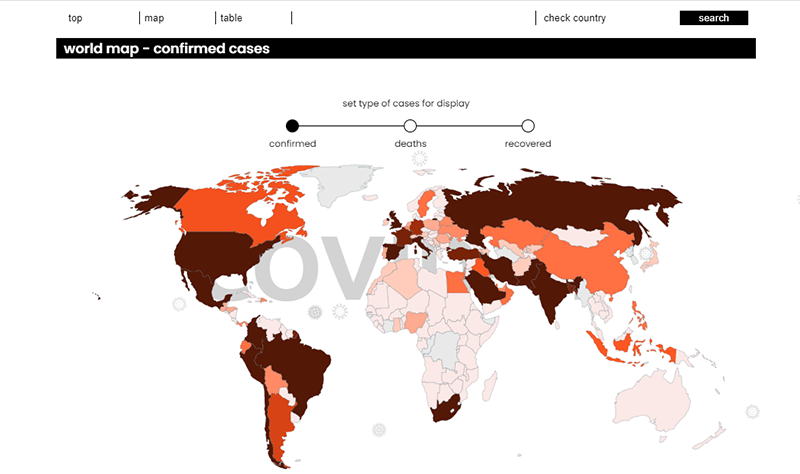 top
map
table
check country
search
world map - confirmed cases
set type of cases for display
confirmed
deaths
recovered
COV